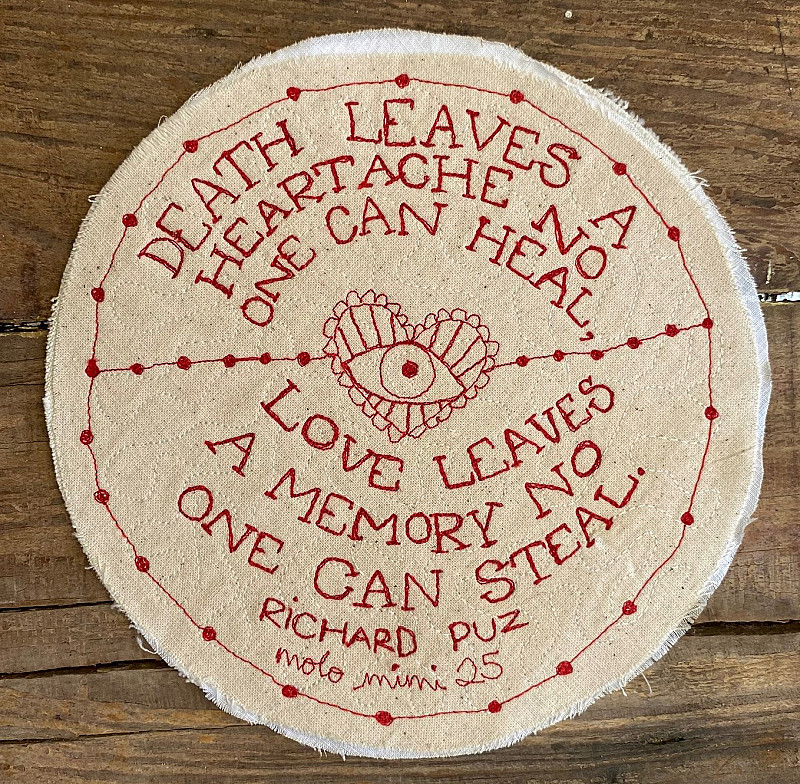 DEATH LEAVES A
HEARTACHE NO
ONE CAN HEAL,
LOVE LEAVES
A MEMORY NO
ONE CAN STEAL.
RiCHARD PUZ
molo mimi 25